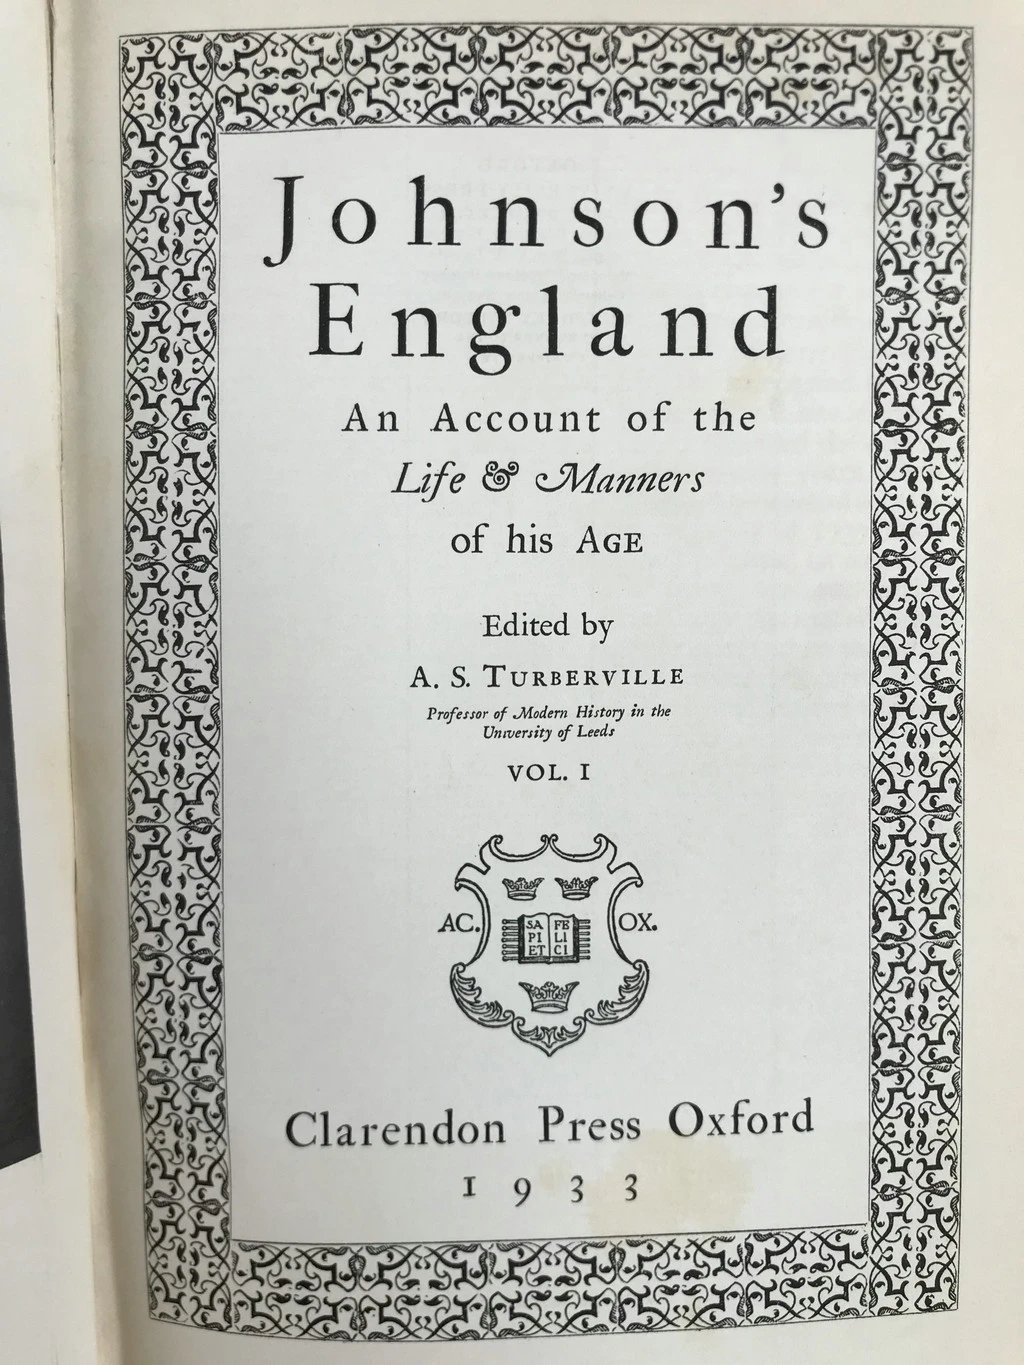 Johnson's
England
An Account of the
Life & Manners
of his AGE
Edited by
A. S. TURBERVILLE
Professor of Modern History in the
University of Leeds
VOL. I
AC. OX.
SA FE
PI LI
ET CI
Clarendon Press Oxford
1933